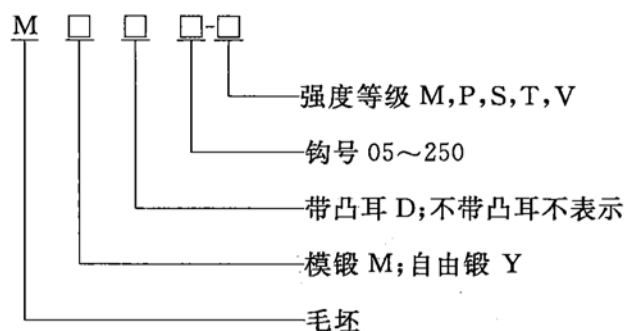 M □ □ □-□
强度等级 M,P,S,T,V
钩号 05～250
带凸耳 D;不带凸耳不表示
模锻 M;自由锻 Y
毛坯